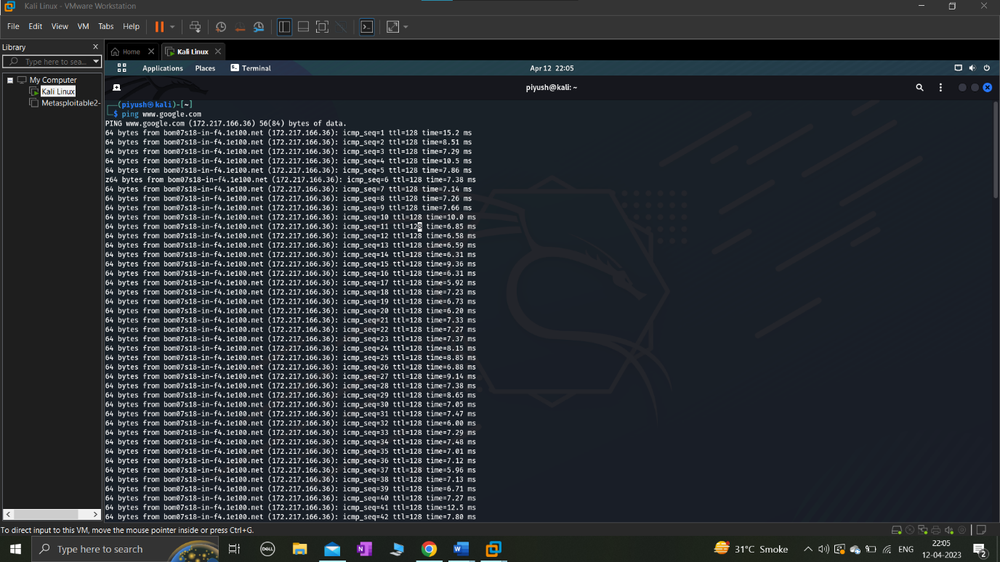 Kali Linux - VMware Workstation
File Edit View VM Tabs Help
Library
Type here to sea...
My Computer
Kali Linux
Metasploitable2-
Home
Kali Linux
Applications Places Terminal Apr 12 22:05
piyush@kali: ~
(piyush㉿kali)-[~]
$ ping www.google.com
PING www.google.com (172.217.166.36) 56(84) bytes of data.
64 bytes from bom07s18-in-f4.1e100.net (172.217.166.36): icmp_seq=1 ttl=128 time=15.2 ms
64 bytes from bom07s18-in-f4.1e100.net (172.217.166.36): icmp_seq=2 ttl=128 time=8.51 ms
64 bytes from bom07s18-in-f4.1e100.net (172.217.166.36): icmp_seq=3 ttl=128 time=7.29 ms
64 bytes from bom07s18-in-f4.1e100.net (172.217.166.36): icmp_seq=4 ttl=128 time=10.5 ms
64 bytes from bom07s18-in-f4.1e100.net (172.217.166.36): icmp_seq=5 ttl=128 time=7.86 ms
z64 bytes from bom07s18-in-f4.1e100.net (172.217.166.36): icmp_seq=6 ttl=128 time=7.38 ms
64 bytes from bom07s18-in-f4.1e100.net (172.217.166.36): icmp_seq=7 ttl=128 time=7.14 ms
64 bytes from bom07s18-in-f4.1e100.net (172.217.166.36): icmp_seq=8 ttl=128 time=7.26 ms
64 bytes from bom07s18-in-f4.1e100.net (172.217.166.36): icmp_seq=9 ttl=128 time=7.66 ms
64 bytes from bom07s18-in-f4.1e100.net (172.217.166.36): icmp_seq=10 ttl=128 time=10.0 ms
64 bytes from bom07s18-in-f4.1e100.net (172.217.166.36): icmp_seq=11 ttl=128 time=6.85 ms
64 bytes from bom07s18-in-f4.1e100.net (172.217.166.36): icmp_seq=12 ttl=128 time=6.58 ms
64 bytes from bom07s18-in-f4.1e100.net (172.217.166.36): icmp_seq=13 ttl=128 time=6.59 ms
64 bytes from bom07s18-in-f4.1e100.net (172.217.166.36): icmp_seq=14 ttl=128 time=6.31 ms
64 bytes from bom07s18-in-f4.1e100.net (172.217.166.36): icmp_seq=15 ttl=128 time=9.36 ms
64 bytes from bom07s18-in-f4.1e100.net (172.217.166.36): icmp_seq=16 ttl=128 time=6.31 ms
64 bytes from bom07s18-in-f4.1e100.net (172.217.166.36): icmp_seq=17 ttl=128 time=5.92 ms
64 bytes from bom07s18-in-f4.1e100.net (172.217.166.36): icmp_seq=18 ttl=128 time=7.23 ms
64 bytes from bom07s18-in-f4.1e100.net (172.217.166.36): icmp_seq=19 ttl=128 time=6.73 ms
64 bytes from bom07s18-in-f4.1e100.net (172.217.166.36): icmp_seq=20 ttl=128 time=6.20 ms
64 bytes from bom07s18-in-f4.1e100.net (172.217.166.36): icmp_seq=21 ttl=128 time=7.33 ms
64 bytes from bom07s18-in-f4.1e100.net (172.217.166.36): icmp_seq=22 ttl=128 time=7.27 ms
64 bytes from bom07s18-in-f4.1e100.net (172.217.166.36): icmp_seq=23 ttl=128 time=7.37 ms
64 bytes from bom07s18-in-f4.1e100.net (172.217.166.36): icmp_seq=24 ttl=128 time=8.15 ms
64 bytes from bom07s18-in-f4.1e100.net (172.217.166.36): icmp_seq=25 ttl=128 time=8.85 ms
64 bytes from bom07s18-in-f4.1e100.net (172.217.166.36): icmp_seq=26 ttl=128 time=6.88 ms
64 bytes from bom07s18-in-f4.1e100.net (172.217.166.36): icmp_seq=27 ttl=128 time=9.14 ms
64 bytes from bom07s18-in-f4.1e100.net (172.217.166.36): icmp_seq=28 ttl=128 time=7.38 ms
64 bytes from bom07s18-in-f4.1e100.net (172.217.166.36): icmp_seq=29 ttl=128 time=8.65 ms
64 bytes from bom07s18-in-f4.1e100.net (172.217.166.36): icmp_seq=30 ttl=128 time=7.05 ms
64 bytes from bom07s18-in-f4.1e100.net (172.217.166.36): icmp_seq=31 ttl=128 time=7.47 ms
64 bytes from bom07s18-in-f4.1e100.net (172.217.166.36): icmp_seq=32 ttl=128 time=6.00 ms
64 bytes from bom07s18-in-f4.1e100.net (172.217.166.36): icmp_seq=33 ttl=128 time=7.29 ms
64 bytes from bom07s18-in-f4.1e100.net (172.217.166.36): icmp_seq=34 ttl=128 time=7.48 ms
64 bytes from bom07s18-in-f4.1e100.net (172.217.166.36): icmp_seq=35 ttl=128 time=7.01 ms
64 bytes from bom07s18-in-f4.1e100.net (172.217.166.36): icmp_seq=36 ttl=128 time=7.12 ms
64 bytes from bom07s18-in-f4.1e100.net (172.217.166.36): icmp_seq=37 ttl=128 time=5.96 ms
64 bytes from bom07s18-in-f4.1e100.net (172.217.166.36): icmp_seq=38 ttl=128 time=7.13 ms
64 bytes from bom07s18-in-f4.1e100.net (172.217.166.36): icmp_seq=39 ttl=128 time=6.71 ms
64 bytes from bom07s18-in-f4.1e100.net (172.217.166.36): icmp_seq=40 ttl=128 time=7.27 ms
64 bytes from bom07s18-in-f4.1e100.net (172.217.166.36): icmp_seq=41 ttl=128 time=12.5 ms
64 bytes from bom07s18-in-f4.1e100.net (172.217.166.36): icmp_seq=42 ttl=128 time=7.80 ms
To direct input to this VM, move the mouse pointer inside or press Ctrl+G.
Type here to search
DELL
31°C Smoke
ENG
22:05
12-04-2023
2